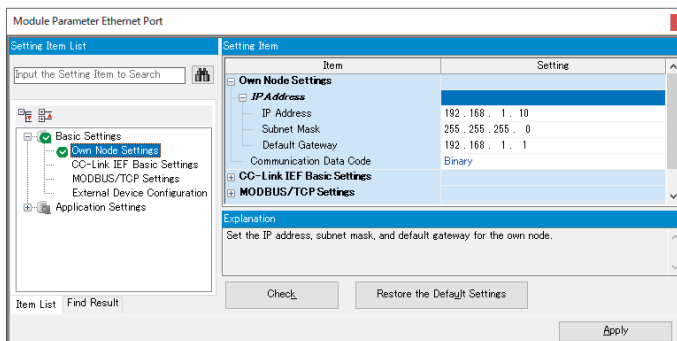 Module Parameter Ethernet Port
Setting Item List
Input the Setting Item to Search
Basic Settings
Own Node Settings
CC-Link IEF Basic Settings
MODBUS/TCP Settings
External Device Configuration
Application Settings
Item List Find Result
Setting Item
Item Setting
Own Node Settings
IP Address
IP Address 192 . 168 . 1 . 10
Subnet Mask 255 . 255 . 255 . 0
Default Gateway 192 . 168 . 1 . 1
Communication Data Code Binary
CC-Link IEF Basic Settings
MODBUS/TCP Settings
Explanation
Set the IP address, subnet mask, and default gateway for the own node.
Check Restore the Default Settings
Apply